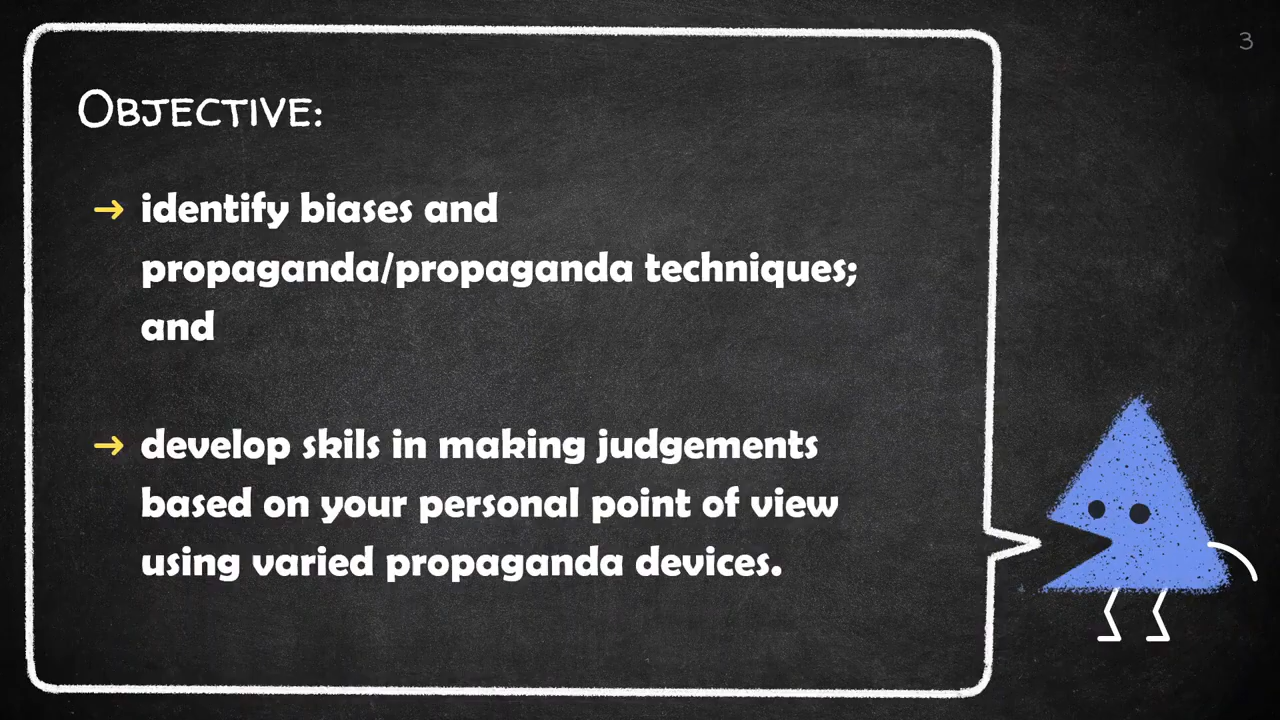 3
OBJECTIVE:
→ identify biases and
propaganda/propaganda techniques;
and
→ develop skils in making judgements
based on your personal point of view
using varied propaganda devices.